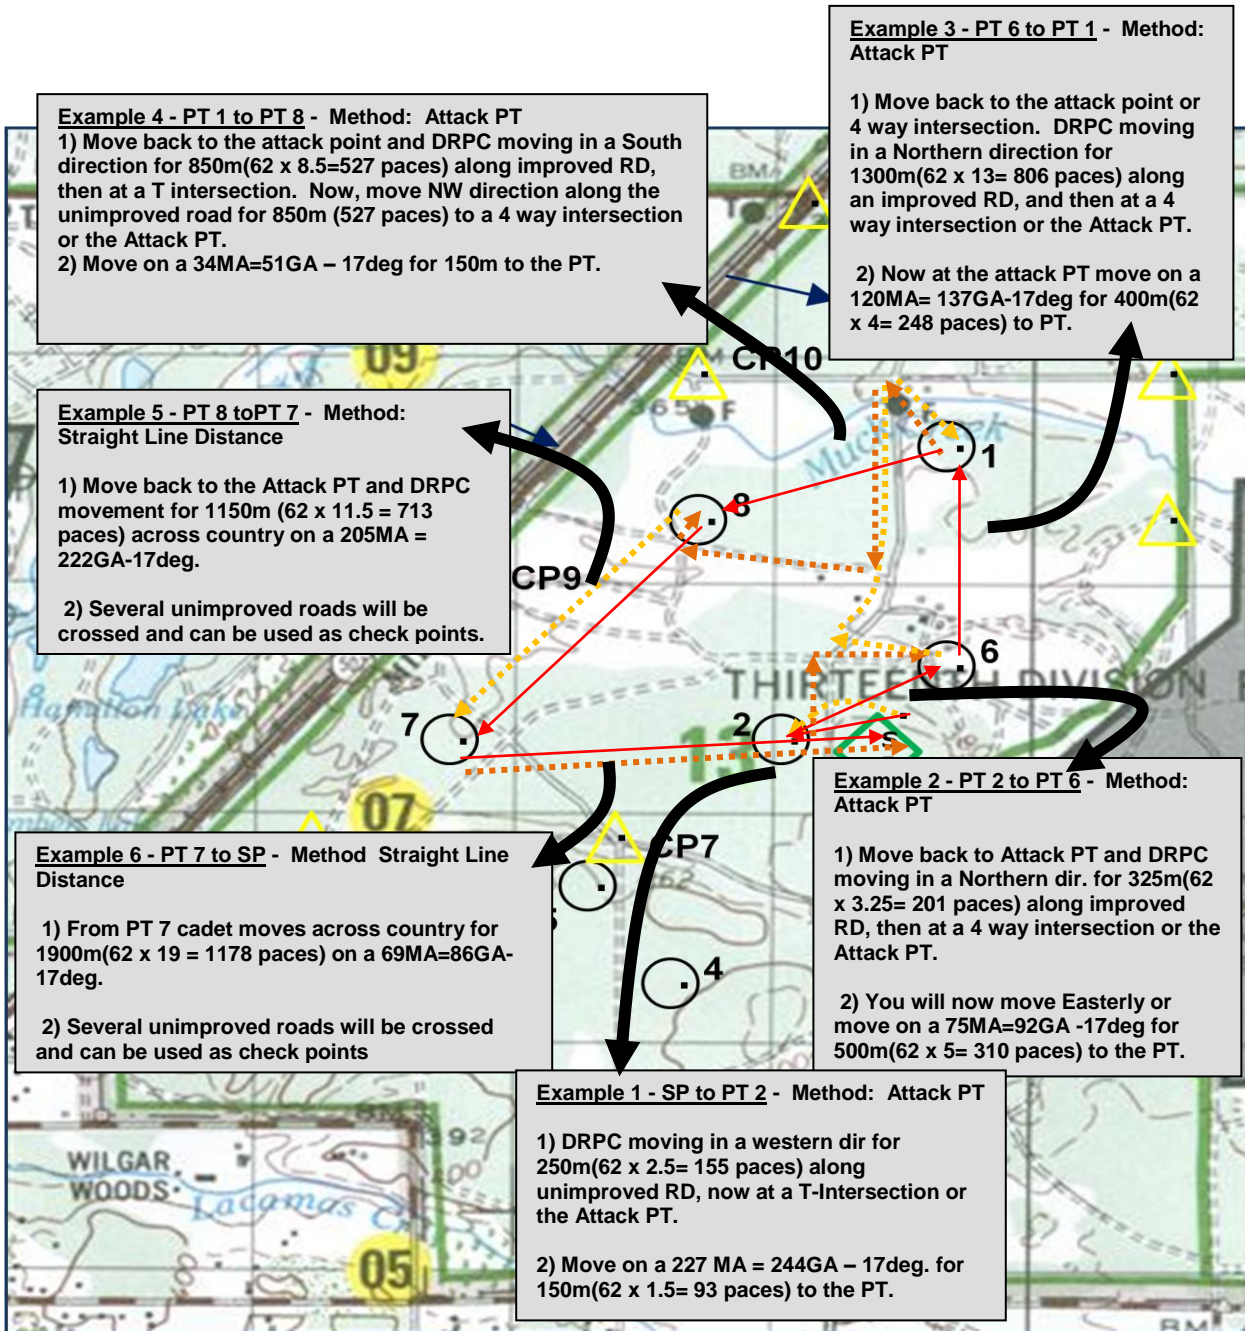 Example 3 - PT 6 to PT 1 - Method:
Attack PT
1) Move back to the attack point or
4 way intersection. DRPC moving
in a Northern direction for
1300m(62 x 13= 806 paces) along
an improved RD, and then at a 4
way intersection or the Attack PT.
2) Now at the attack PT move on a
120MA= 137GA-17deg for 400m(62
x 4= 248 paces) to PT.
Example 4 - PT 1 to PT 8 - Method: Attack PT
1) Move back to the attack point and DRPC moving in a South
direction for 850m(62 x 8.5=527 paces) along improved RD,
then at a T intersection. Now, move NW direction along the
unimproved road for 850m (527 paces) to a 4 way intersection
or the Attack PT.
2) Move on a 34MA=51GA – 17deg for 150m to the PT.
BM
09
BM
CP10
365
F
Muck
1
Example 5 - PT 8 toPT 7 - Method:
Straight Line Distance
1) Move back to the Attack PT and DRPC
movement for 1150m (62 x 11.5 = 713
paces) across country on a 205MA =
222GA-17deg.
2) Several unimproved roads will be
crossed and can be used as check points.
8
CP9
6
THIRTEENTH DIVISION
Hamilton Lake
7
2
13
S
07
CP7
262
4
Example 2 - PT 2 to PT 6 - Method:
Attack PT
1) Move back to Attack PT and DRPC
moving in a Northern dir. for 325m(62
x 3.25= 201 paces) along improved
RD, then at a 4 way intersection or the
Attack PT.
2) You will now move Easterly or
move on a 75MA=92GA -17deg for
500m(62 x 5= 310 paces) to the PT.
Example 6 - PT 7 to SP - Method Straight Line
Distance
1) From PT 7 cadet moves across country for
1900m(62 x 19 = 1178 paces) on a 69MA=86GA-
17deg.
2) Several unimproved roads will be crossed
and can be used as check points
Example 1 - SP to PT 2 - Method: Attack PT
1) DRPC moving in a western dir for
250m(62 x 2.5= 155 paces) along
unimproved RD, now at a T-Intersection or
the Attack PT.
2) Move on a 227 MA = 244GA – 17deg. for
150m(62 x 1.5= 93 paces) to the PT.
BM
392
400
WILGAR
WOODS
Lacamas
05
BM